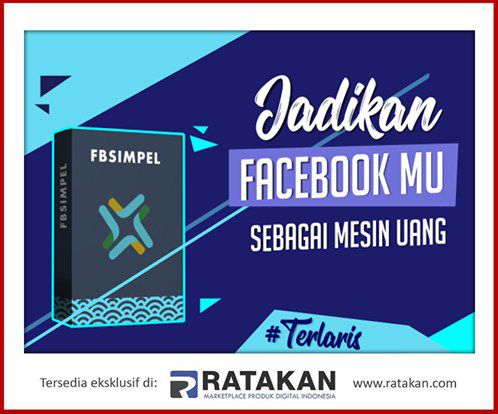 FBSIMPEL
FBSIMPEL
Jadikan
FACEBOOK MU
SEBAGAI MESIN UANG
#Terlaris
Tersedia eksklusif di:
RATAKAN
MARKETPLACE PRODUK DIGITAL INDONESIA
www.ratakan.com